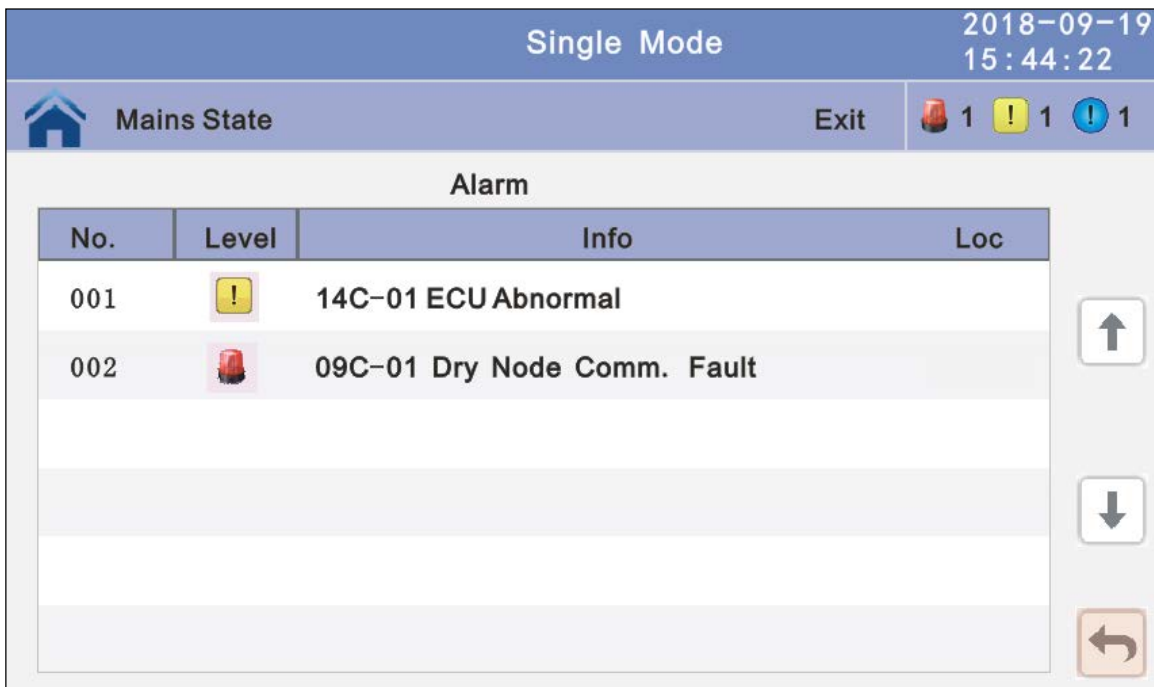 Single Mode
2018-09-19
15:44:22
Mains State
Exit
1 ! 1 ! 1
Alarm
No. Level Info Loc
001 ! 14C-01 ECU Abnormal
002 09C-01 Dry Node Comm. Fault